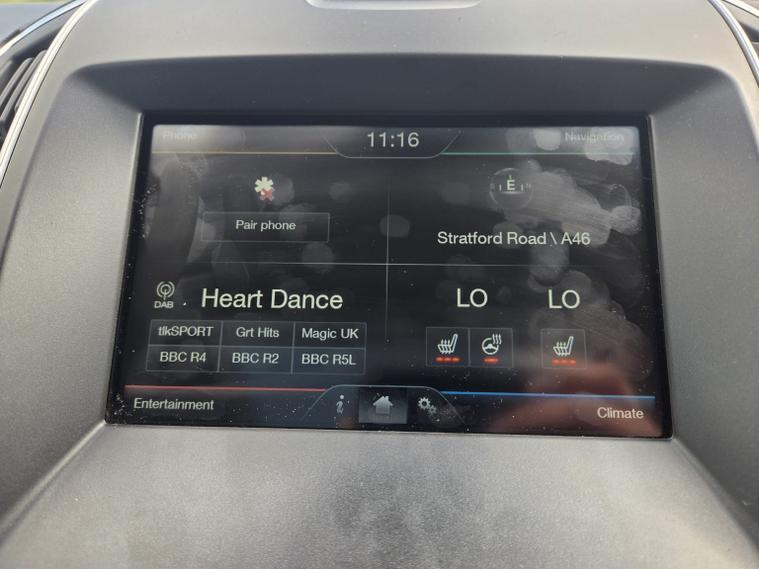 Phone
11:16
Navigation
S E N
Pair phone
Stratford Road \ A46
DAB
Heart Dance
LO LO
tlkSPORT Grt Hits Magic UK
BBC R4 BBC R2 BBC R5L
Entertainment
i
Climate